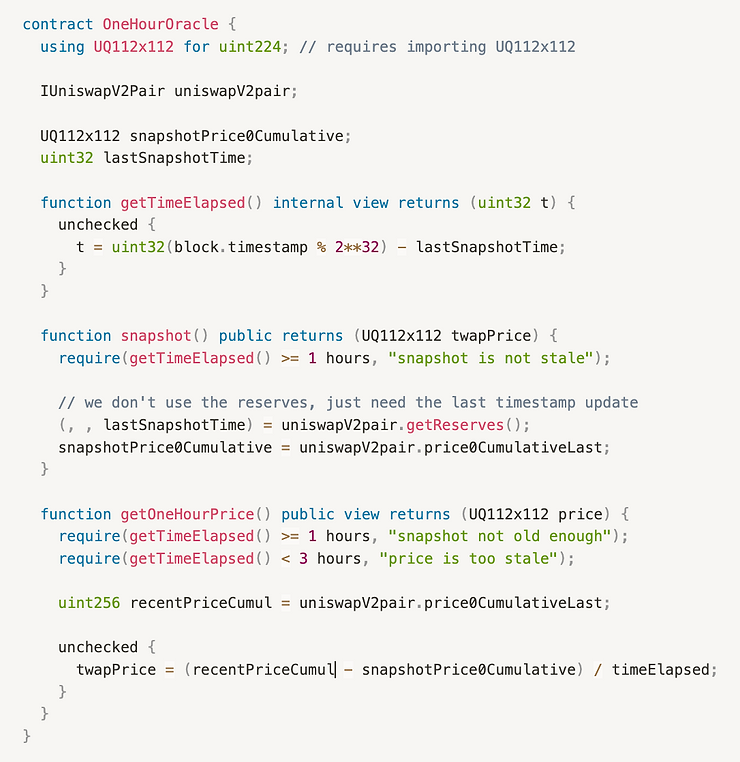 contract OneHourOracle {
using UQ112x112 for uint224; // requires importing UQ112x112
IUniswapV2Pair uniswapV2pair;
UQ112x112 snapshotPrice0Cumulative;
uint32 lastSnapshotTime;
function getTimeElapsed() internal view returns (uint32 t) {
unchecked {
t = uint32(block.timestamp % 2**32) - lastSnapshotTime;
}
}
function snapshot() public returns (UQ112x112 twapPrice) {
require(getTimeElapsed() >= 1 hours, "snapshot is not stale");
// we don't use the reserves, just need the last timestamp update
(, , lastSnapshotTime) = uniswapV2pair.getReserves();
snapshotPrice0Cumulative = uniswapV2pair.price0CumulativeLast;
}
function getOneHourPrice() public view returns (UQ112x112 price) {
require(getTimeElapsed() >= 1 hours, "snapshot not old enough");
require(getTimeElapsed() < 3 hours, "price is too stale");
uint256 recentPriceCumul = uniswapV2pair.price0CumulativeLast;
unchecked {
twapPrice = (recentPriceCumul - snapshotPrice0Cumulative) / timeElapsed;
}
}
}